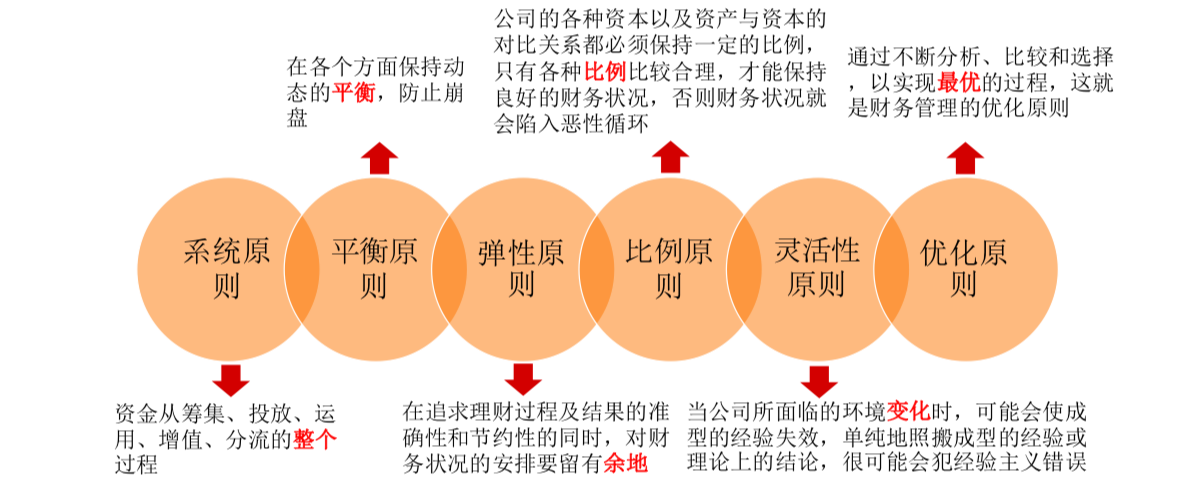 在各个方面保持动
态的平衡，防止崩
盘
公司的各种资本以及资产与资本的
对比关系都必须保持一定的比例，
只有各种比例比较合理，才能保持
良好的财务状况，否则财务状况就
会陷入恶性循环
通过不断分析、比较和选择
，以实现最优的过程，这就
是财务管理的优化原则
系统原
则
平衡原
则
弹性原
则
比例原
则
灵活性
原则
优化原
则
资金从筹集、投放、运
用、增值、分流的整个
过程
在追求理财过程及结果的准
确性和节约性的同时，对财
务状况的安排要留有余地
当公司所面临的环境变化时，可能会使成
型的经验失效，单纯地照搬成型的经验或
理论上的结论，很可能会犯经验主义错误